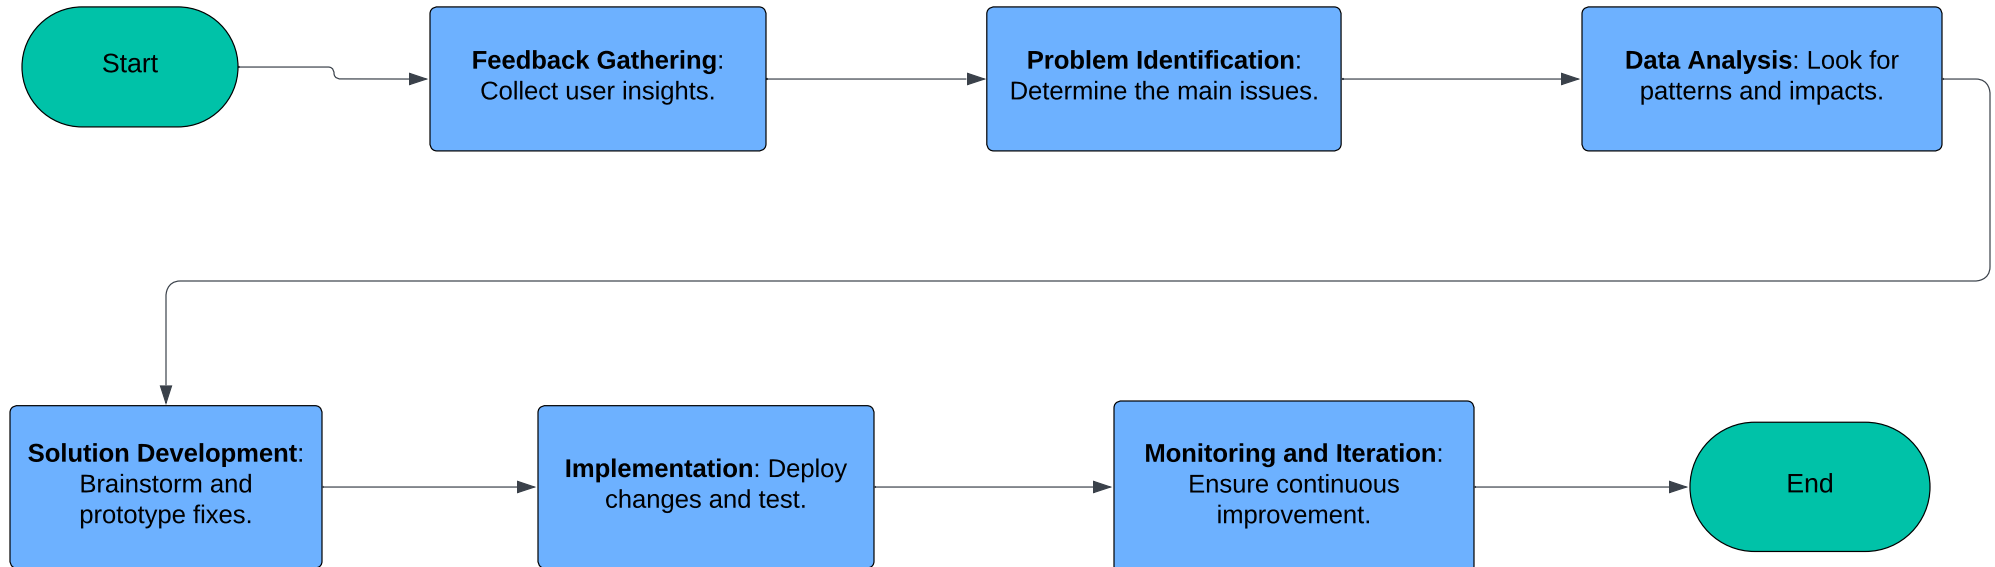 Start
Feedback Gathering:
Collect user insights.
Problem Identification:
Determine the main issues.
Data Analysis: Look for
patterns and impacts.
Solution Development:
Brainstorm and
prototype fixes.
Implementation: Deploy
changes and test.
Monitoring and Iteration:
Ensure continuous
improvement.
End